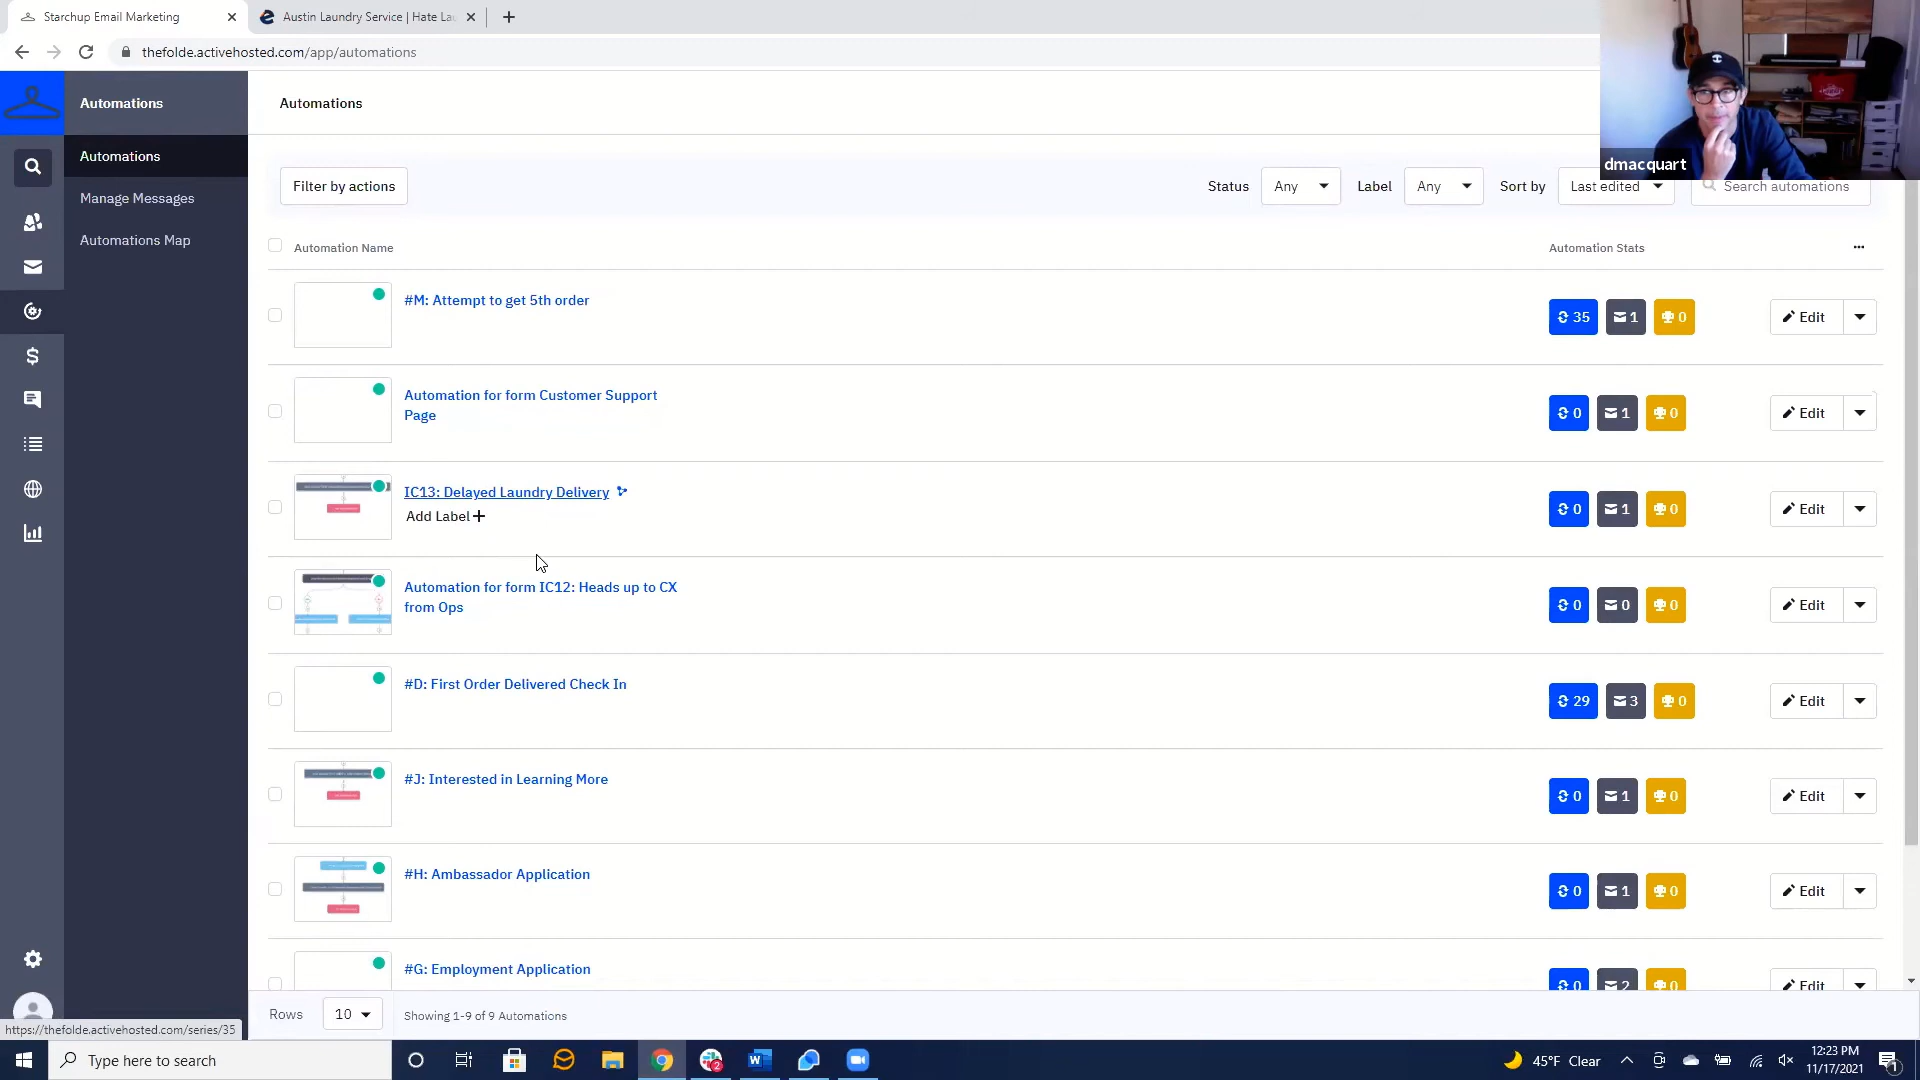 Starchup Email Marketing
Austin Laundry Service | Hate La
thefolde.activehosted.com/app/automations
Automations
Automations
Manage Messages
Automations Map
Automations
dmacquart
Filter by actions
Status Any Label Any Sort by Last edited Search automations
Automation Name Automation Stats
#M: Attempt to get 5th order
35 1 0 Edit
Automation for form Customer Support
Page
0 1 0 Edit
IC13: Delayed Laundry Delivery
Add Label +
0 1 0 Edit
Automation for form IC12: Heads up to CX
from Ops
0 0 0 Edit
#D: First Order Delivered Check In
29 3 0 Edit
#J: Interested in Learning More
0 1 0 Edit
#H: Ambassador Application
0 1 0 Edit
#G: Employment Application
0 2 0 Edit
Rows 10 Showing 1-9 of 9 Automations
https://thefolde.activehosted.com/series/35
Type here to search
2
45°F Clear
12:23 PM
11/17/2021
1